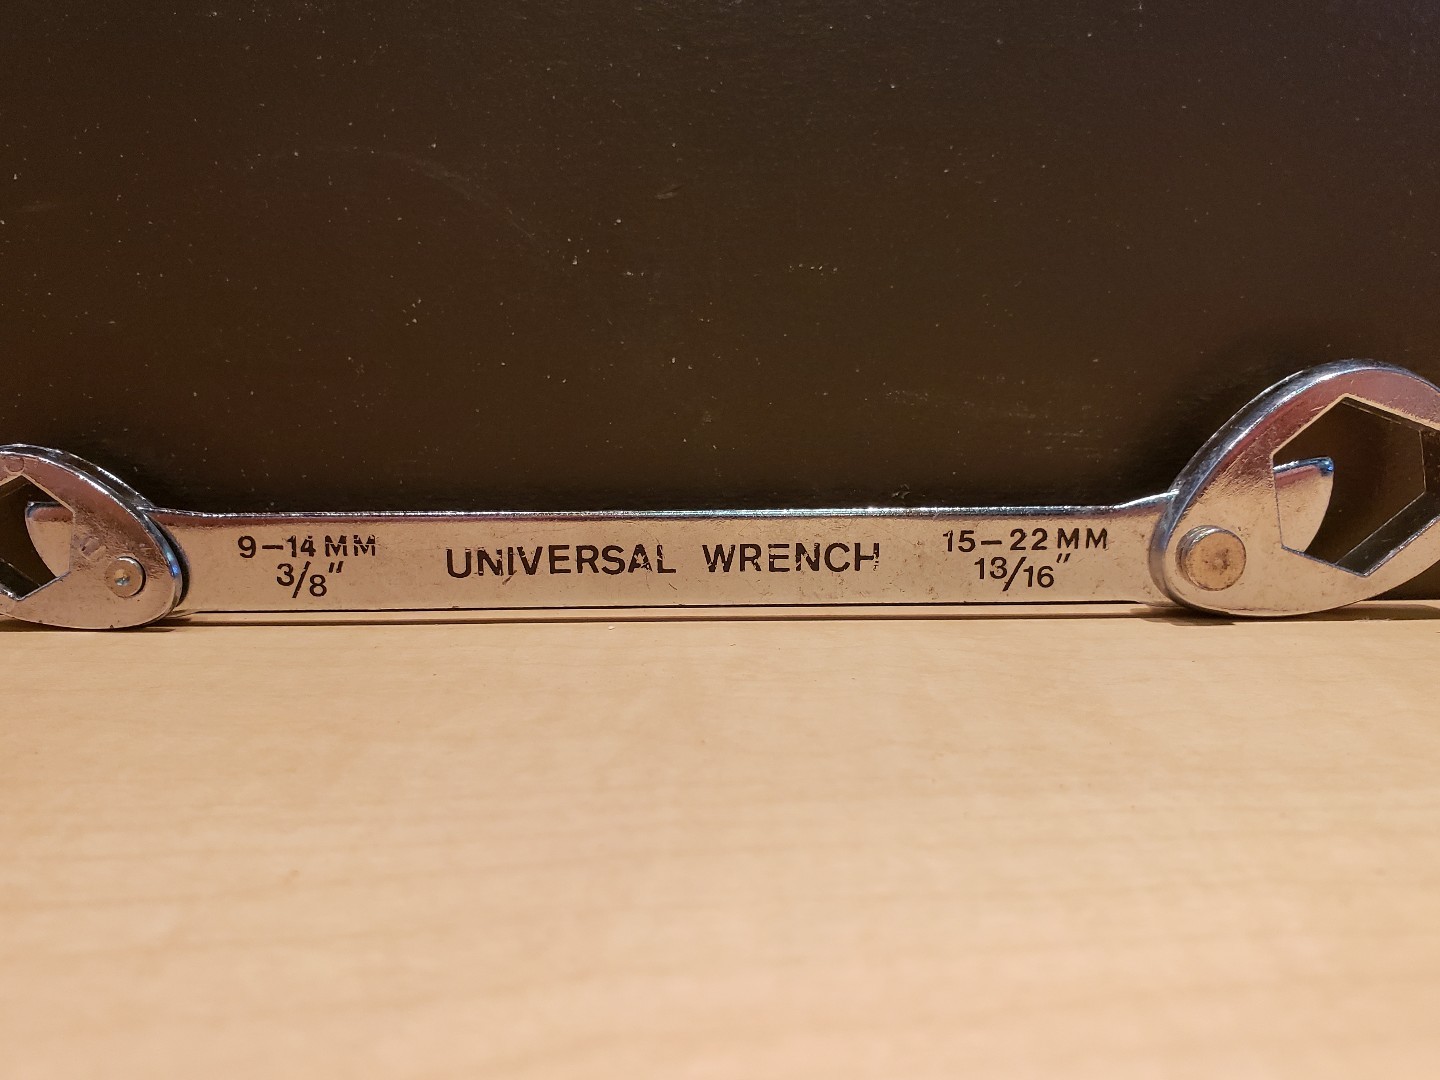 9-14 MM
3/8"
UNIVERSAL WRENCH
15-22 MM
13/16"